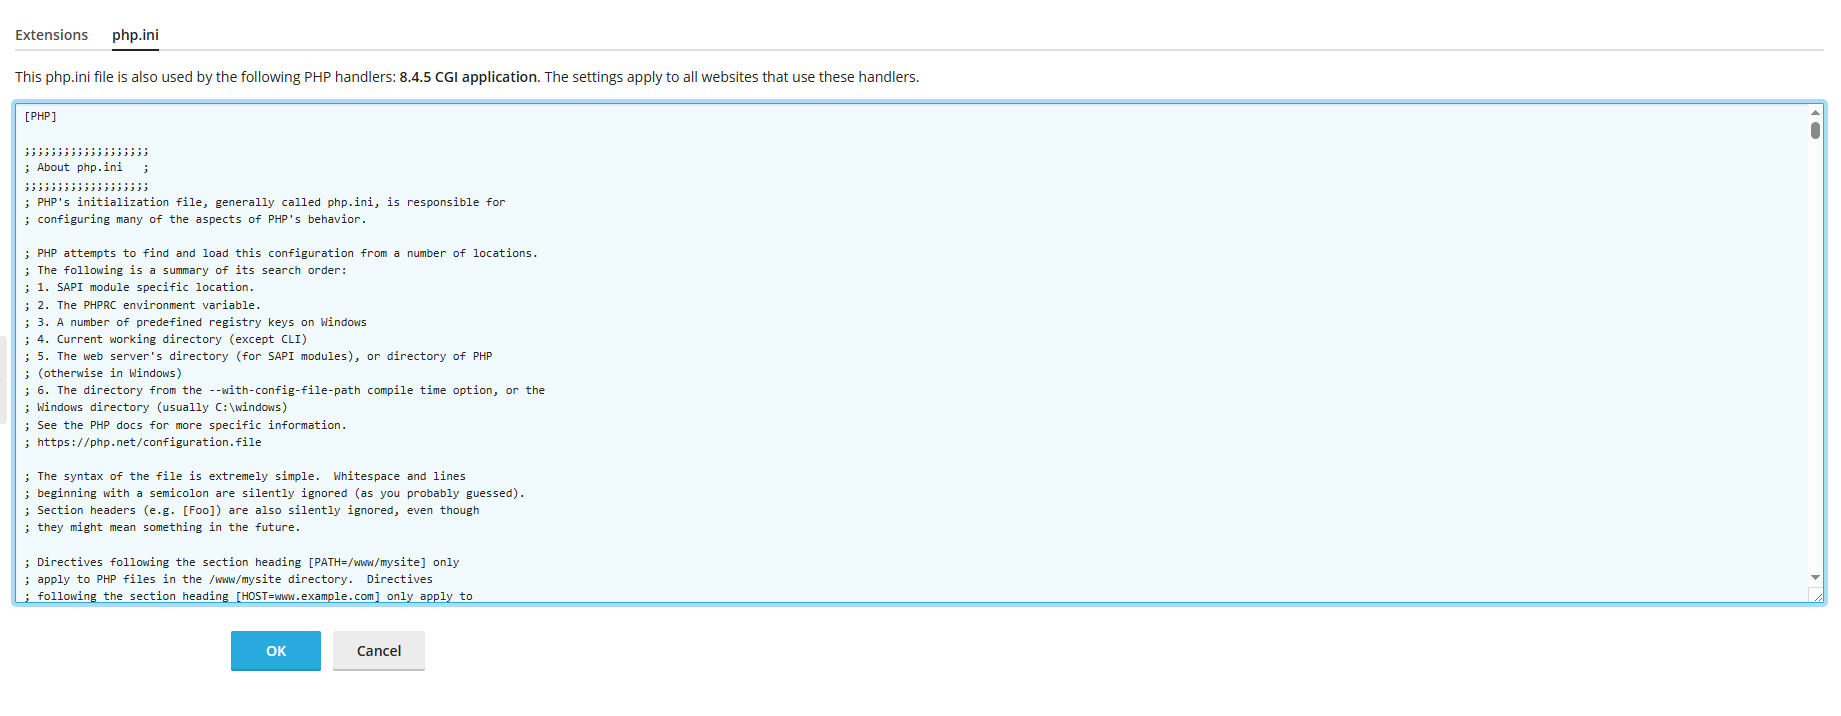 Extensions php.ini
This php.ini file is also used by the following PHP handlers: 8.4.5 CGI application. The settings apply to all websites that use these handlers.
[PHP]
;;;;;;;;;;;;;;;;;;;
; About php.ini   ;
;;;;;;;;;;;;;;;;;;;
; PHP's initialization file, generally called php.ini, is responsible for
; configuring many of the aspects of PHP's behavior.
; PHP attempts to find and load this configuration from a number of locations.
; The following is a summary of its search order:
; 1. SAPI module specific location.
; 2. The PHPRC environment variable.
; 3. A number of predefined registry keys on Windows
; 4. Current working directory (except CLI)
; 5. The web server's directory (for SAPI modules), or directory of PHP
; (otherwise in Windows)
; 6. The directory from the --with-config-file-path compile time option, or the
; Windows directory (usually C:\windows)
; See the PHP docs for more specific information.
; https://php.net/configuration.file
; The syntax of the file is extremely simple.  Whitespace and lines
; beginning with a semicolon are silently ignored (as you probably guessed).
; Section headers (e.g. [Foo]) are also silently ignored, even though
; they might mean something in the future.
; Directives following the section heading [PATH=/www/mysite] only
; apply to PHP files in the /www/mysite directory.  Directives
; following the section heading [HOST=www.example.com] only apply to
OK Cancel